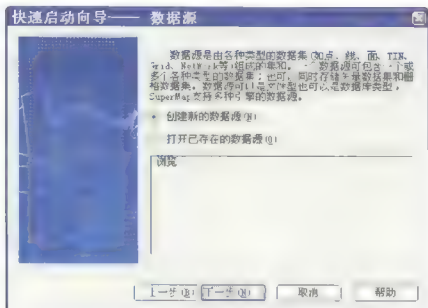 快速启动向导—— 数据源
数据源是由各种类型的数据集(如点、线、面、TIN、
Grid、Network等)组成的集和。一个数据源可包含一个或
多个各种类型的数据集;也可以同时存储矢量数据集和栅
格数据集。数据源可以是文件型也可以是数据库类型,
SuperMap支持多种引擎的数据源。
创建新的数据源(N)
打开已存在的数据源(O)
浏览
上一步(B)
下一步(N)
取消
帮助